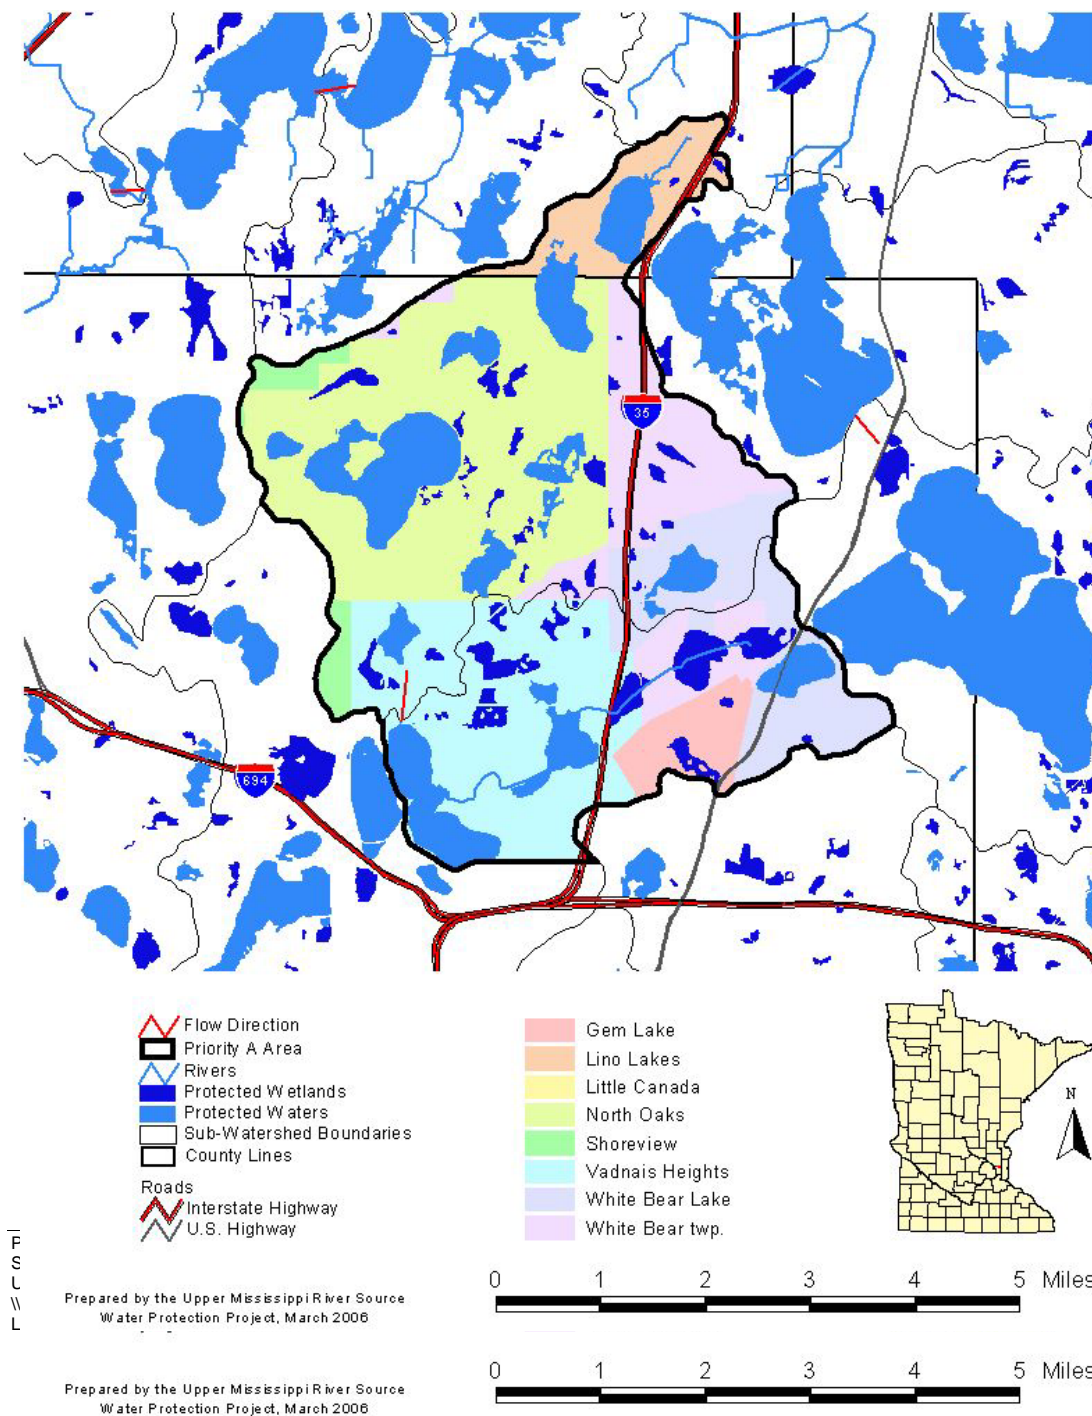 35
694
Flow Direction
Priority A Area
Rivers
Protected Wetlands
Protected Waters
Sub-Watershed Boundaries
County Lines
Roads
Interstate Highway
U.S. Highway
Gem Lake
Lino Lakes
Little Canada
North Oaks
Shoreview
Vadnais Heights
White Bear Lake
White Bear twp.
N
P
S
U
\\
L
0 1 2 3 4 5 Miles
Prepared by the Upper Mississippi River Source
Water Protection Project, March 2006
0 1 2 3 4 5 Miles
Prepared by the Upper Mississippi River Source
Water Protection Project, March 2006